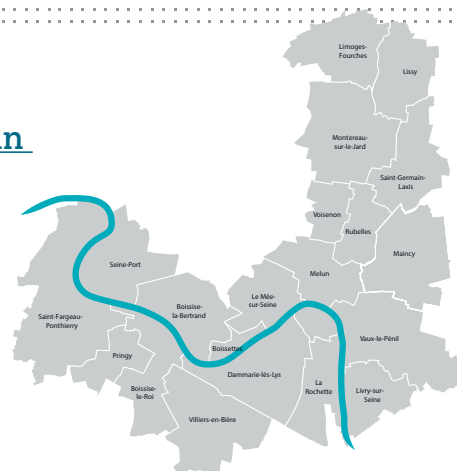 Limoges-
Fourches
Lissy
un
Montereau-
sur-le-Jard
Saint-Germain-
Laxis
Voisenon
Rubelles
Maincy
Seine-Port
Melun
Boissise-
la-Bertrand
Le Mée-
sur-Seine
Saint-Fargeau-
Ponthierry
Vaux-le-Pénil
Boissettes
Pringy
Dammarie-lès-Lys
Boissise-
le-Roi
La
Rochette
Livry-sur-
Seine
Villiers-en-Bière